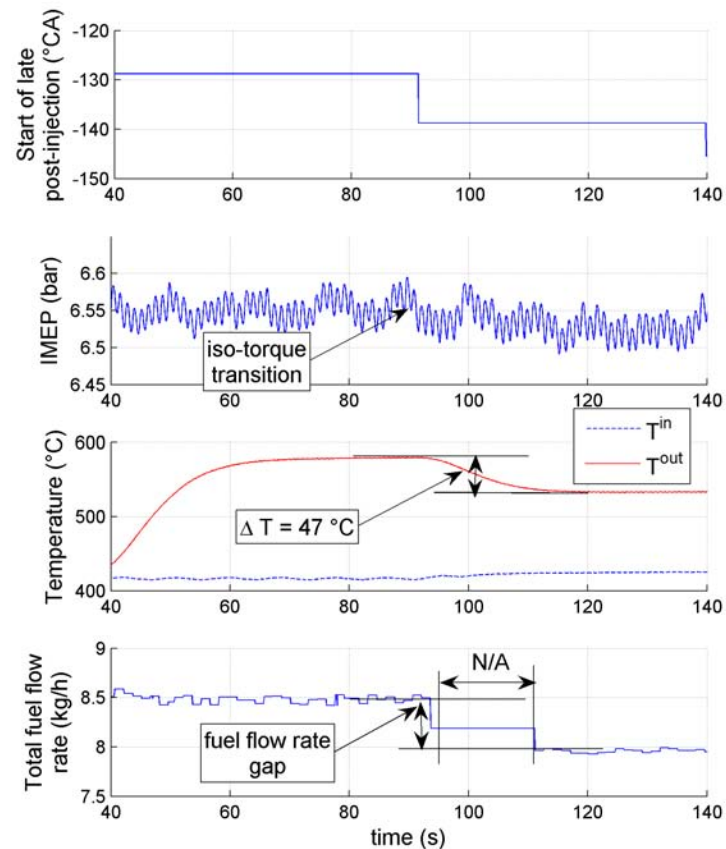 Start of late
post-injection (°CA)
-120
-130
-140
-150
40 60 80 100 120 140
IMEP (bar)
6.6
6.55
6.5
6.45
iso-torque
transition
40 60 80 100 120 140
Temperature (°C)
600
500
400
T^in
T^out
Δ T = 47 °C
40 60 80 100 120 140
Total fuel flow
rate (kg/h)
9
8.5
8
7.5
N/A
fuel flow rate
gap
40 60 80 100 120 140
time (s)